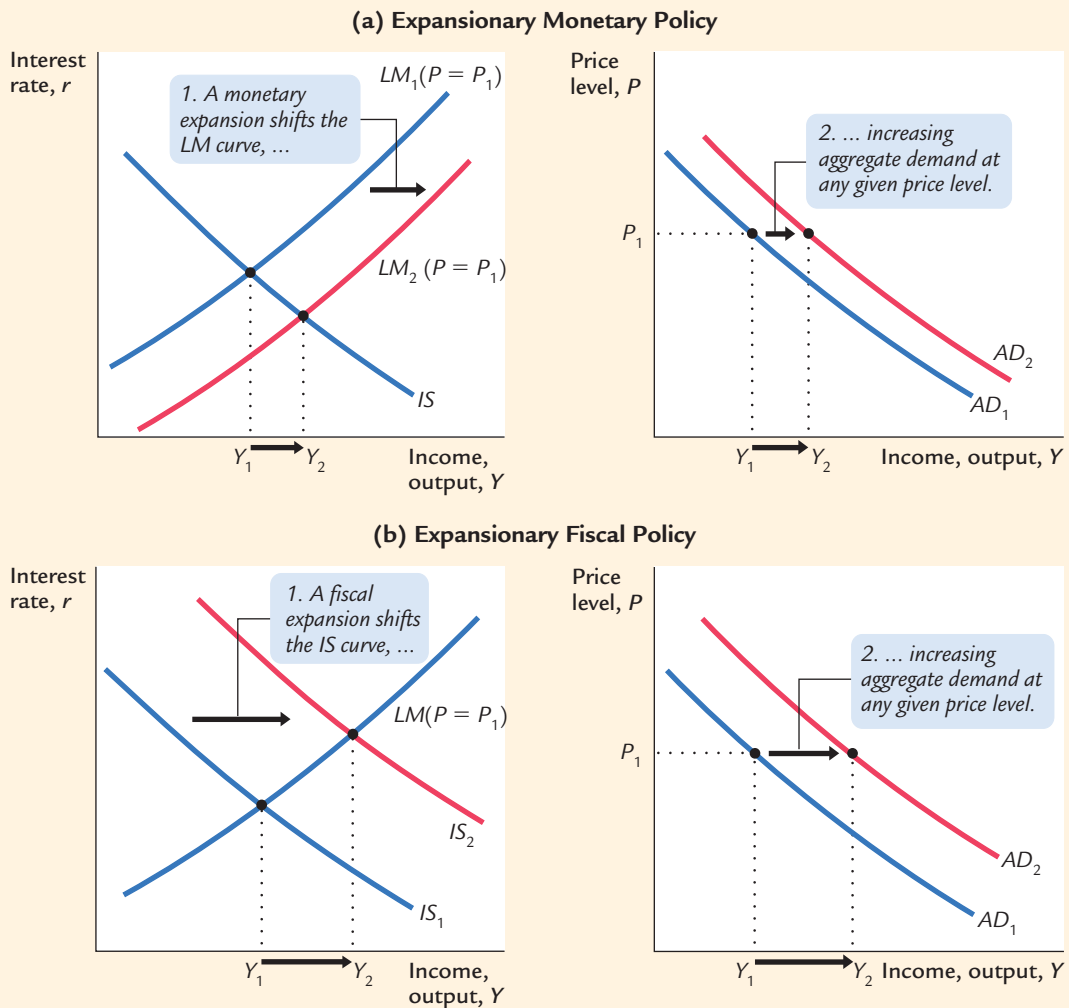 (a) Expansionary Monetary Policy
Interest
rate, r
LM₁(P = P₁)
1. A monetary
expansion shifts the
LM curve, ...
LM₂ (P = P₁)
IS
Y₁
Y₂
Income,
output, Y
Price
level, P
2. ... increasing
aggregate demand at
any given price level.
P₁
AD₂
AD₁
Y₁
Y₂
Income, output, Y
(b) Expansionary Fiscal Policy
Interest
rate, r
1. A fiscal
expansion shifts
the IS curve, ...
LM(P = P₁)
IS₂
IS₁
Y₁
Y₂
Income,
output, Y
Price
level, P
2. ... increasing
aggregate demand at
any given price level.
P₁
AD₂
AD₁
Y₁
Y₂
Income, output, Y